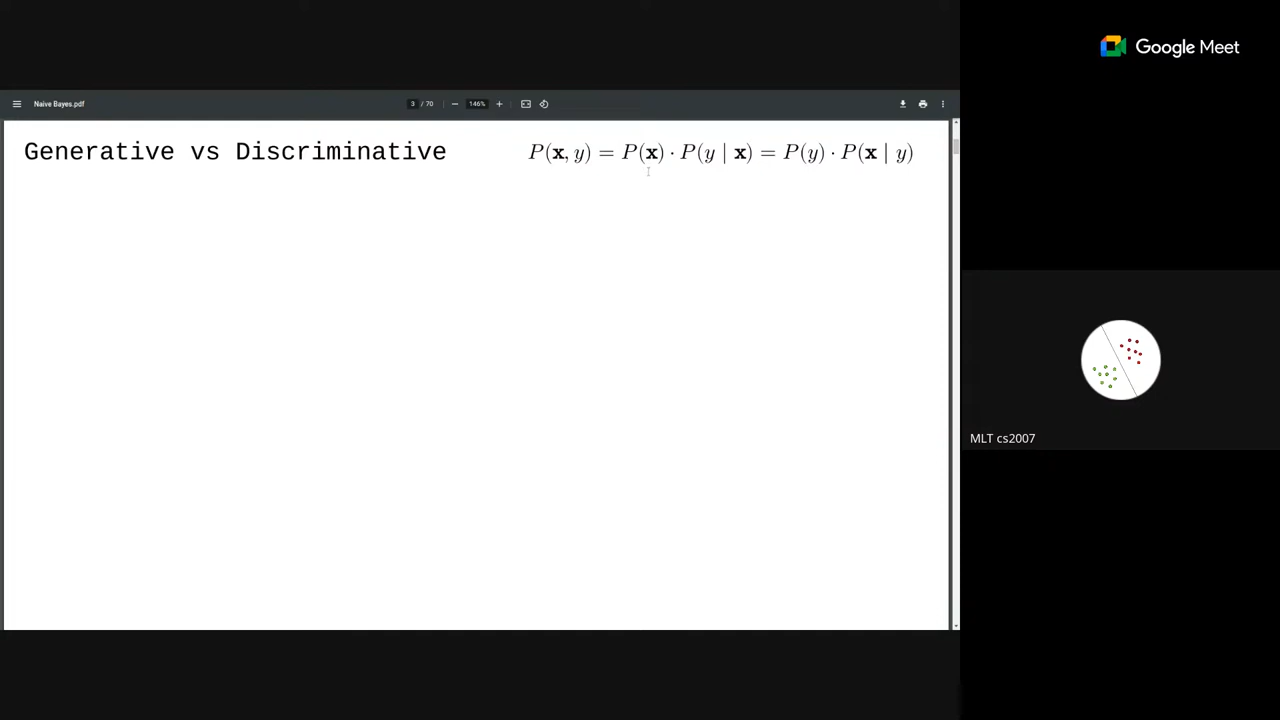 Google Meet
Naive Bayes.pdf
3 / 70
146%
Generative vs Discriminative
P(x, y) = P(x) · P(y | x) = P(y) · P(x | y)
MLT cs2007